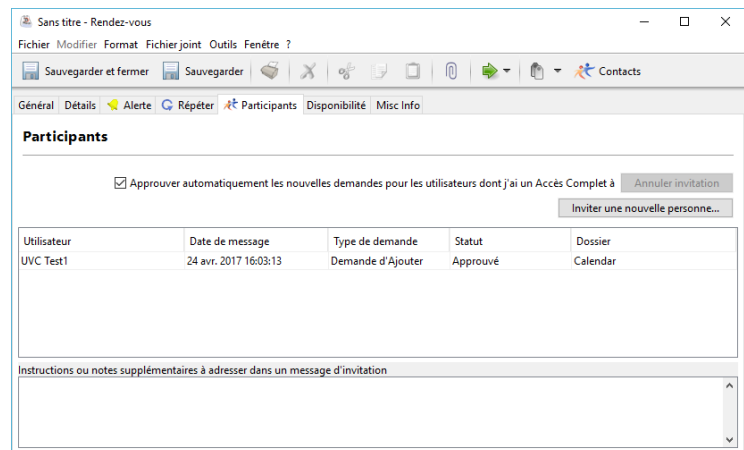 Sans titre - Rendez-vous
Fichier Modifier Format Fichier joint Outils Fenêtre ?
Sauvegarder et fermer Sauvegarder Contacts
Général Détails Alerte Répéter Participants Disponibilité Misc Info
Participants
Approuver automatiquement les nouvelles demandes pour les utilisateurs dont j'ai un Accès Complet à Annuler invitation
Inviter une nouvelle personne...
Utilisateur Date de message Type de demande Statut Dossier
UVC Test1 24 avr. 2017 16:03:13 Demande d'Ajouter Approuvé Calendar
Instructions ou notes supplémentaires à adresser dans un message d'invitation